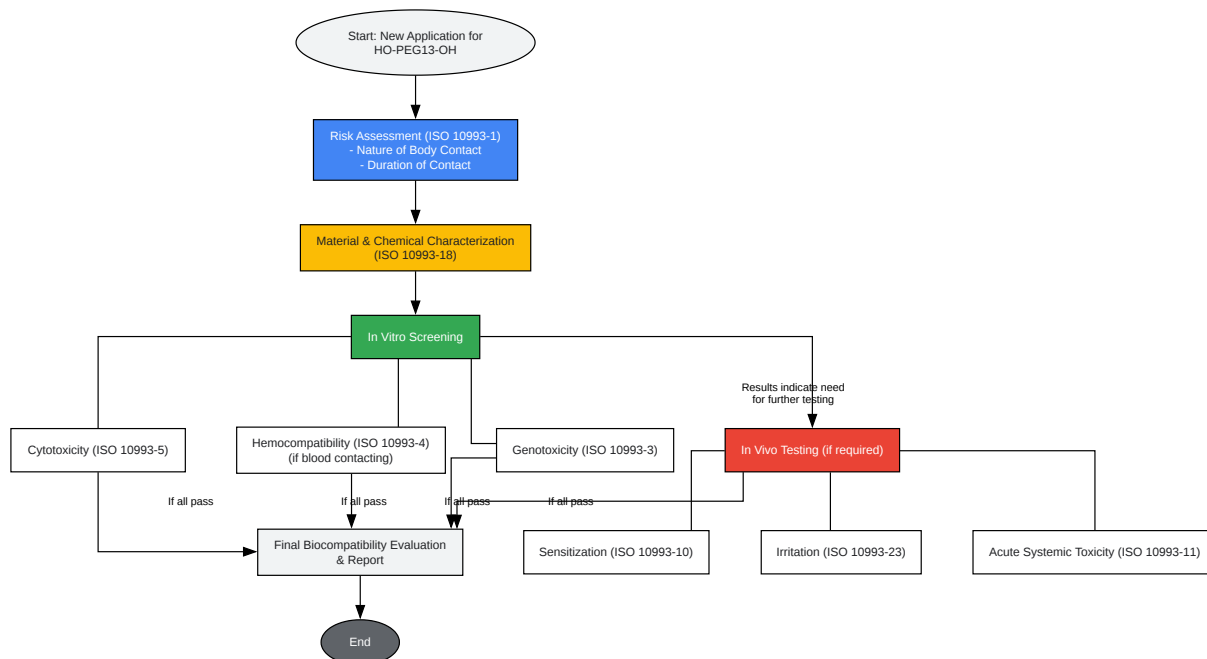 Start: New Application for
HO-PEG13-OH
Risk Assessment (ISO 10993-1)
- Nature of Body Contact
- Duration of Contact
Material & Chemical Characterization
(ISO 10993-18)
In Vitro Screening
Results indicate need
for further testing
Cytotoxicity (ISO 10993-5)
Hemocompatibility (ISO 10993-4)
(if blood contacting)
Genotoxicity (ISO 10993-3)
In Vivo Testing (if required)
If all pass
If all pass
If all pass
If all pass
Final Biocompatibility Evaluation
& Report
Sensitization (ISO 10993-10)
Irritation (ISO 10993-23)
Acute Systemic Toxicity (ISO 10993-11)
End